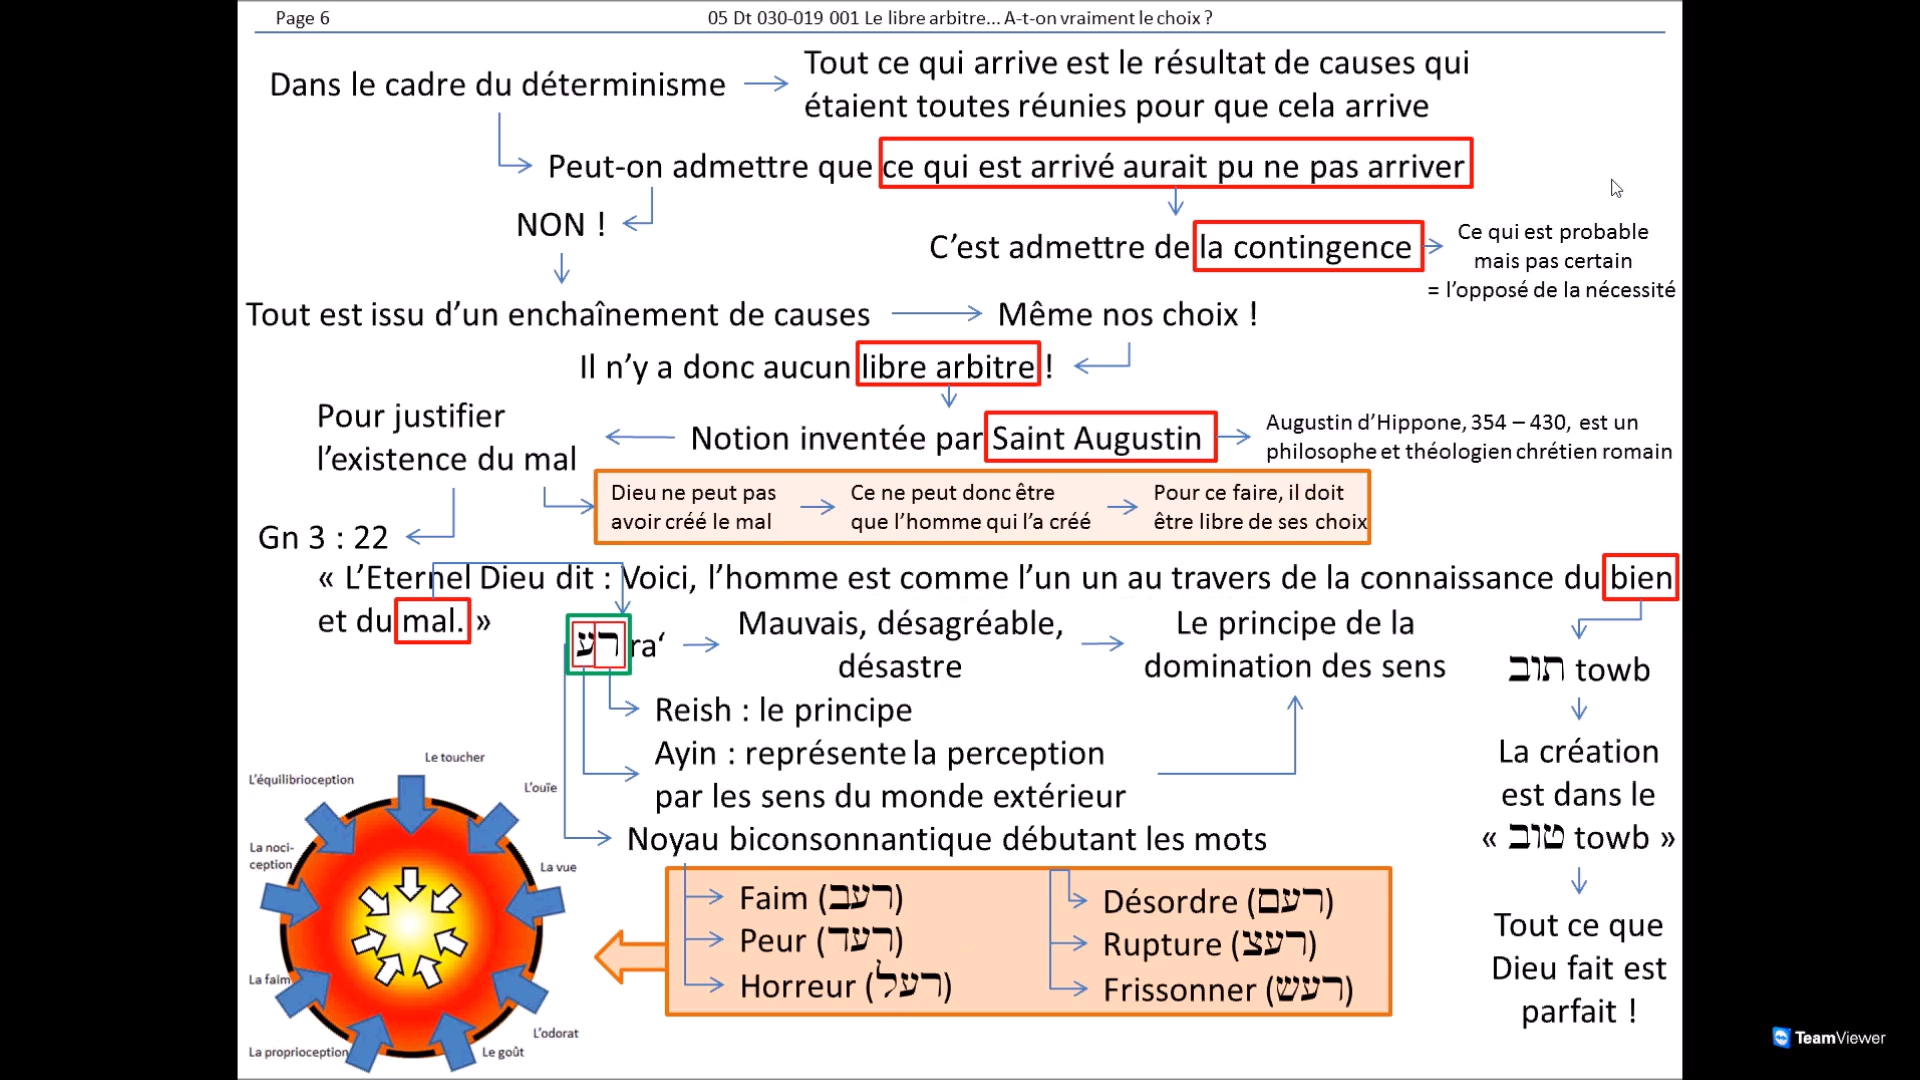 Page 6
05 Dt 030-019 001 Le libre arbitre... A-t-on vraiment le choix ?
Dans le cadre du déterminisme
Tout ce qui arrive est le résultat de causes qui
étaient toutes réunies pour que cela arrive
Peut-on admettre que ce qui est arrivé aurait pu ne pas arriver
NON !
C’est admettre de la contingence
Ce qui est probable
mais pas certain
= l’opposé de la nécessité
Tout est issu d’un enchaînement de causes
Même nos choix !
Il n’y a donc aucun libre arbitre !
Pour justifier
l’existence du mal
Notion inventée par Saint Augustin
Augustin d’Hippone, 354 – 430, est un
philosophe et théologien chrétien romain
Dieu ne peut pas
avoir créé le mal
Ce ne peut donc être
que l’homme qui l’a créé
Pour ce faire, il doit
être libre de ses choix
Gn 3 : 22
« L’Eternel Dieu dit : Voici, l’homme est comme l’un un au travers de la connaissance du bien
et du mal. »
רע ra‘
Mauvais, désagréable,
désastre
Le principe de la
domination des sens
תוב towb
Reish : le principe
Ayin : représente la perception
par les sens du monde extérieur
Noyau biconsonnantique débutant les mots
La création
est dans le
« טוב towb »
Tout ce que
Dieu fait est
parfait !
Faim (רעב)
Peur (רעד)
Horreur (רעל)
Désordre (רעם)
Rupture (רעצ)
Frissonner (רעש)
Le toucher
L’équilibrioception
L’ouïe
La noci-
ception
La vue
La faim
L’odorat
La proprioception
Le goût
TeamViewer